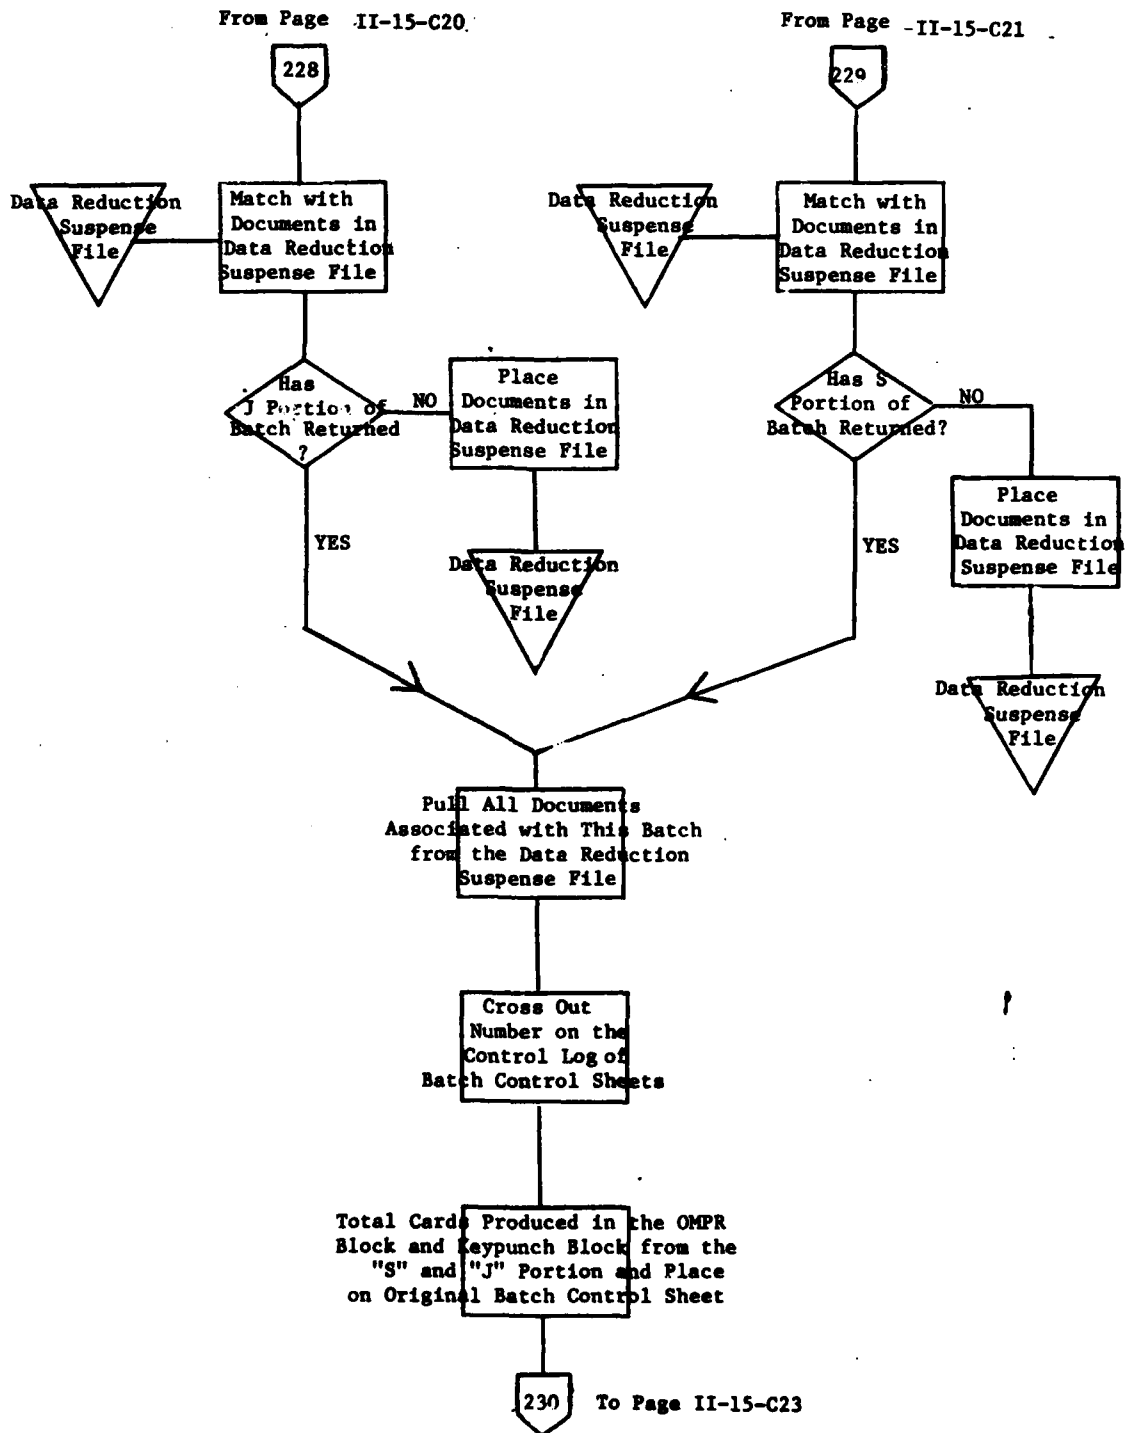 From Page II-15-C20
228
Data Reduction
Suspense
File
Match with
Documents in
Data Reduction
Suspense File
Has
J Portion of
Batch Returned
?
NO
Place
Documents in
Data Reduction
Suspense File
Data Reduction
Suspense
File
YES
From Page -II-15-C21
229
Data Reduction
Suspense
File
Match with
Documents in
Data Reduction
Suspense File
Has S
Portion of
Batch Returned?
NO
Place
Documents in
Data Reduction
Suspense File
Data Reduction
Suspense
File
YES
Pull All Documents
Associated with This Batch
from the Data Reduction
Suspense File
Cross Out
Number on the
Control Log of
Batch Control Sheets
Total Cards Produced in the OMPR
Block and Keypunch Block from the
"S" and "J" Portion and Place
on Original Batch Control Sheet
230
To Page II-15-C23